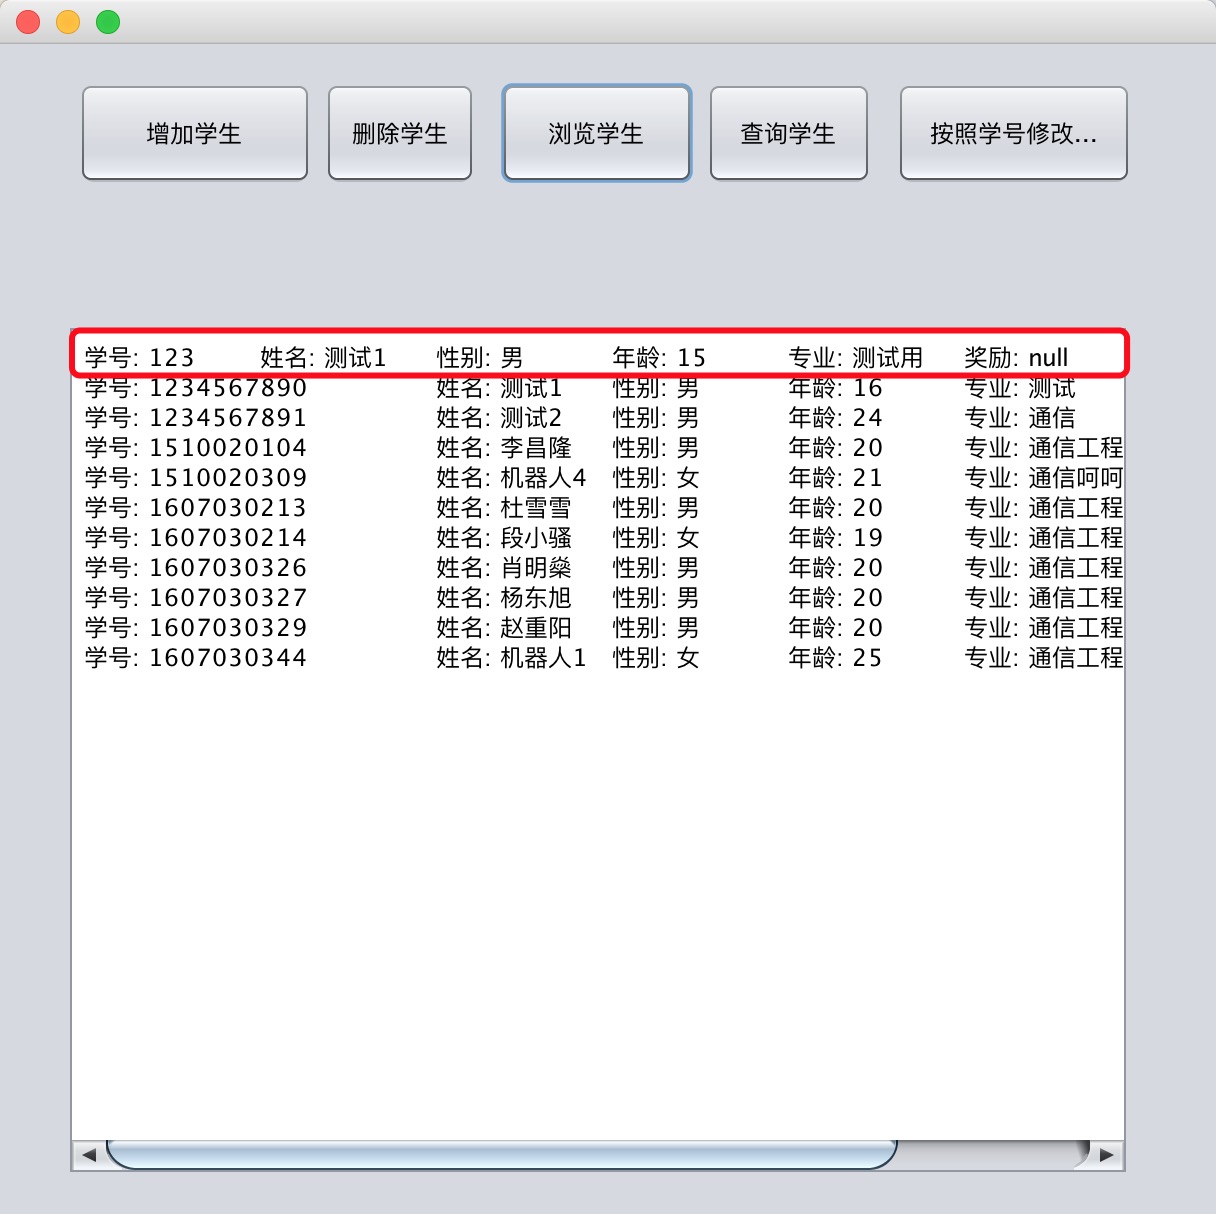 增加学生 删除学生 浏览学生 查询学生 按照学号修改...
学号: 123 姓名: 测试1 性别: 男 年龄: 15 专业: 测试用 奖励: null
学号: 1234567890 姓名: 测试1 性别: 男 年龄: 16 专业: 测试
学号: 1234567891 姓名: 测试2 性别: 男 年龄: 24 专业: 通信
学号: 1510020104 姓名: 李昌隆 性别: 男 年龄: 20 专业: 通信工程
学号: 1510020309 姓名: 机器人4 性别: 女 年龄: 21 专业: 通信呵呵
学号: 1607030213 姓名: 杜雪雪 性别: 男 年龄: 20 专业: 通信工程
学号: 1607030214 姓名: 段小骚 性别: 女 年龄: 19 专业: 通信工程
学号: 1607030326 姓名: 肖明燊 性别: 男 年龄: 20 专业: 通信工程
学号: 1607030327 姓名: 杨东旭 性别: 男 年龄: 20 专业: 通信工程
学号: 1607030329 姓名: 赵重阳 性别: 男 年龄: 20 专业: 通信工程
学号: 1607030344 姓名: 机器人1 性别: 女 年龄: 25 专业: 通信工程